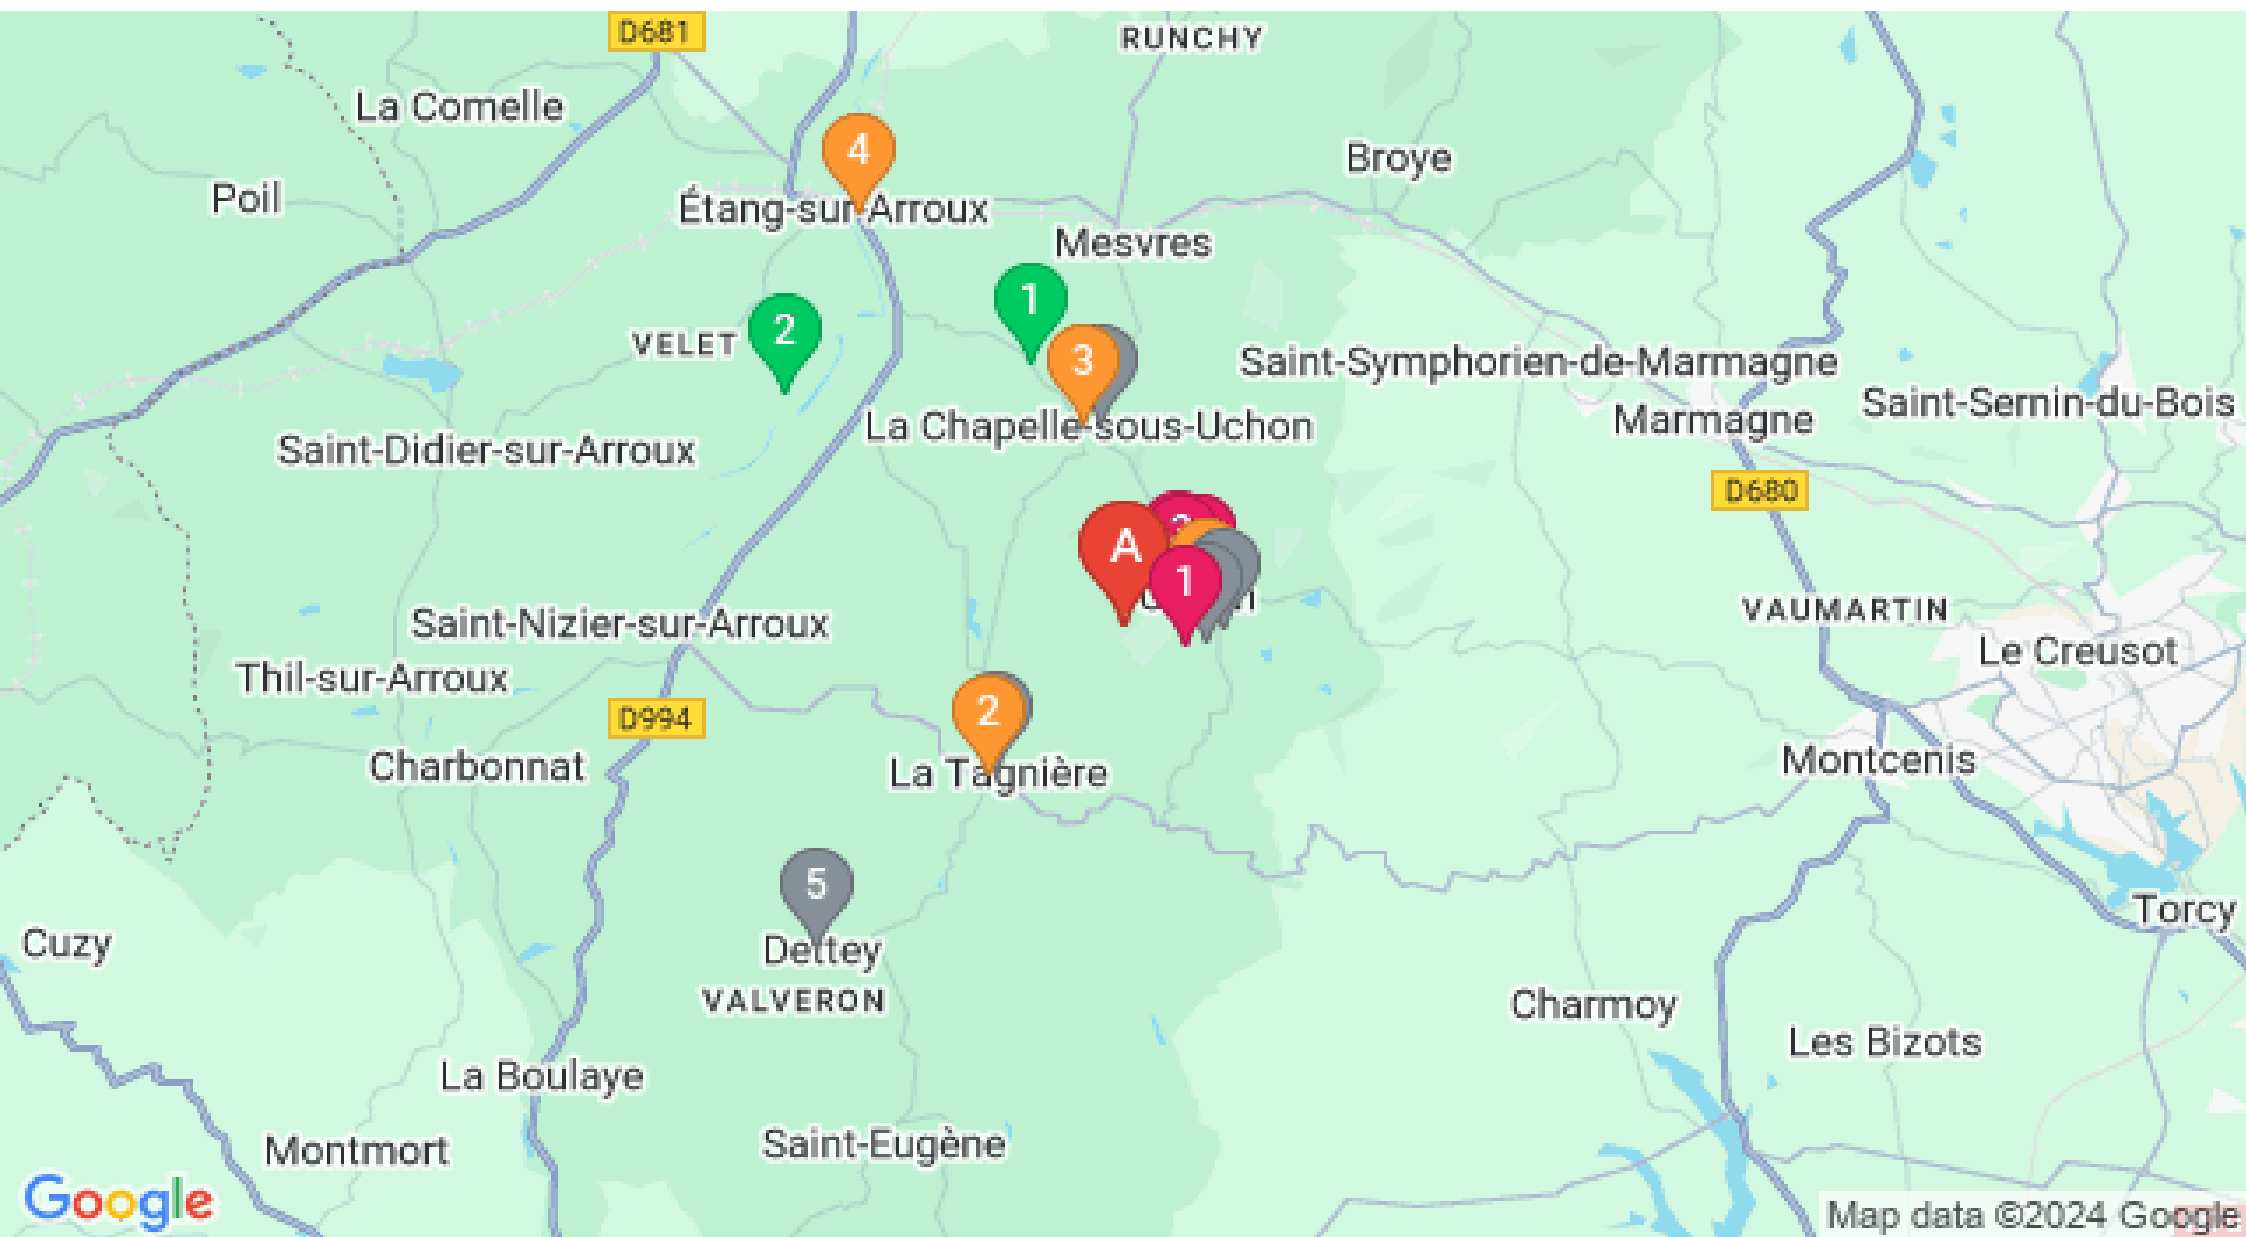 D681
RUNCHY
La Comelle
4
Broye
Poil
Étang-sur-Arroux
Mesvres
1
2
VELET
3
Saint-Symphorien-de-Marmagne
Saint-Sernin-du-Bois
Marmagne
La Chapelle-sous-Uchon
Saint-Didier-sur-Arroux
D680
A
1
Saint-Nizier-sur-Arroux
VAUMARTIN
Le Creusot
Thil-sur-Arroux
2
D994
Charbonnat
La Tagnière
Montcenis
5
Torcy
Cuzy
Dettey
VALVERON
Charmoy
Les Bizots
La Boulaye
Saint-Eugène
Montmort
Google
Map data ©2024 Google